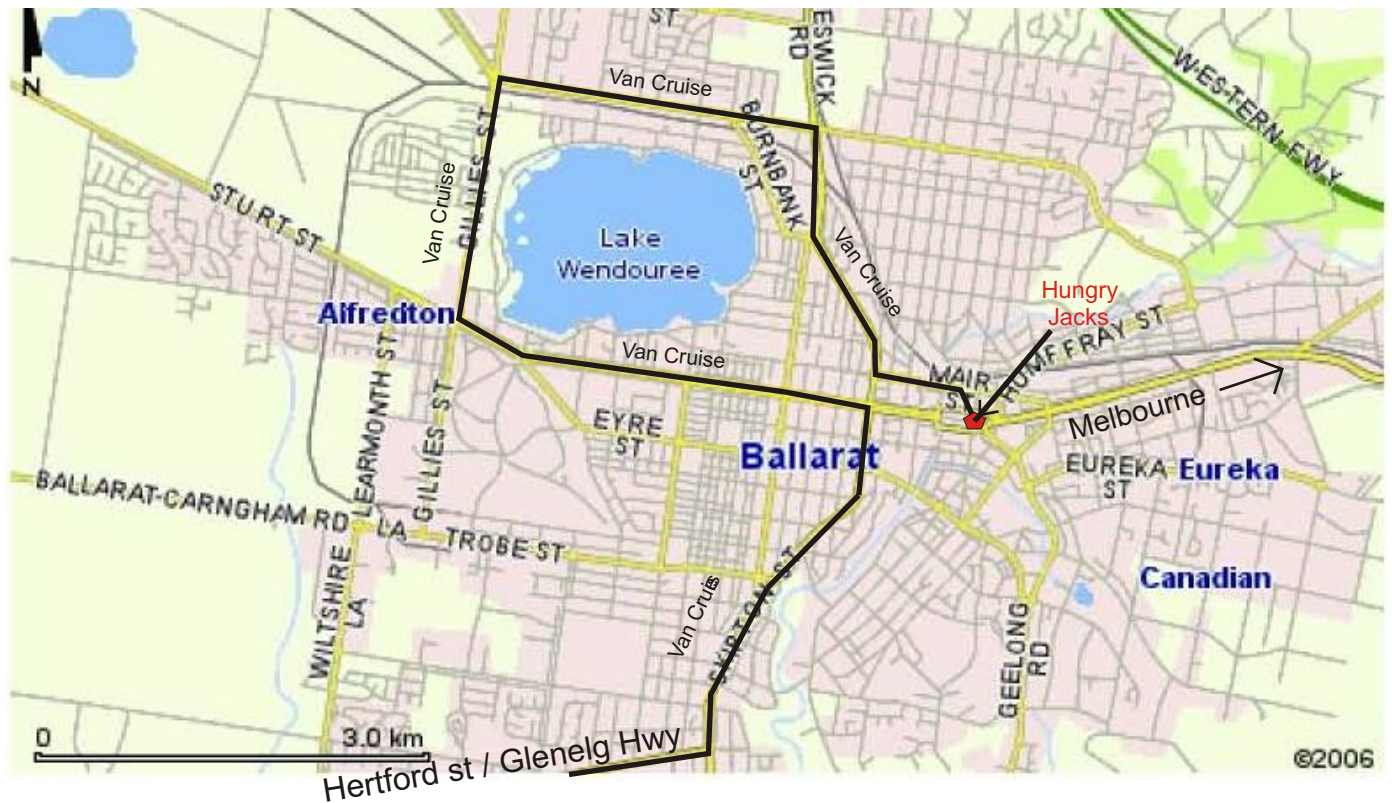 ST
ESWICK
RD
WESTERN FWY
N
Van Cruise
BURNBANK
ST
GILLIES ST
Van Cruise
STURT ST
Lake
Wendouree
Van Cruise
Hungry
Jacks
Alfredton
HUMFFRAY ST
Van Cruise
MAIR
ST
LEARMONTH ST
GILLIES ST
Melbourne
EYRE
ST
Ballarat
EUREKA
ST
Eureka
BALLARAT-CARNGHAM RD
LA TROBE ST
Canadian
WILTSHIRE
LA
Van Cruis
SKIPTON ST
GEELONG
RD
0 3.0 km
Hertford st / Glenelg Hwy
©2006